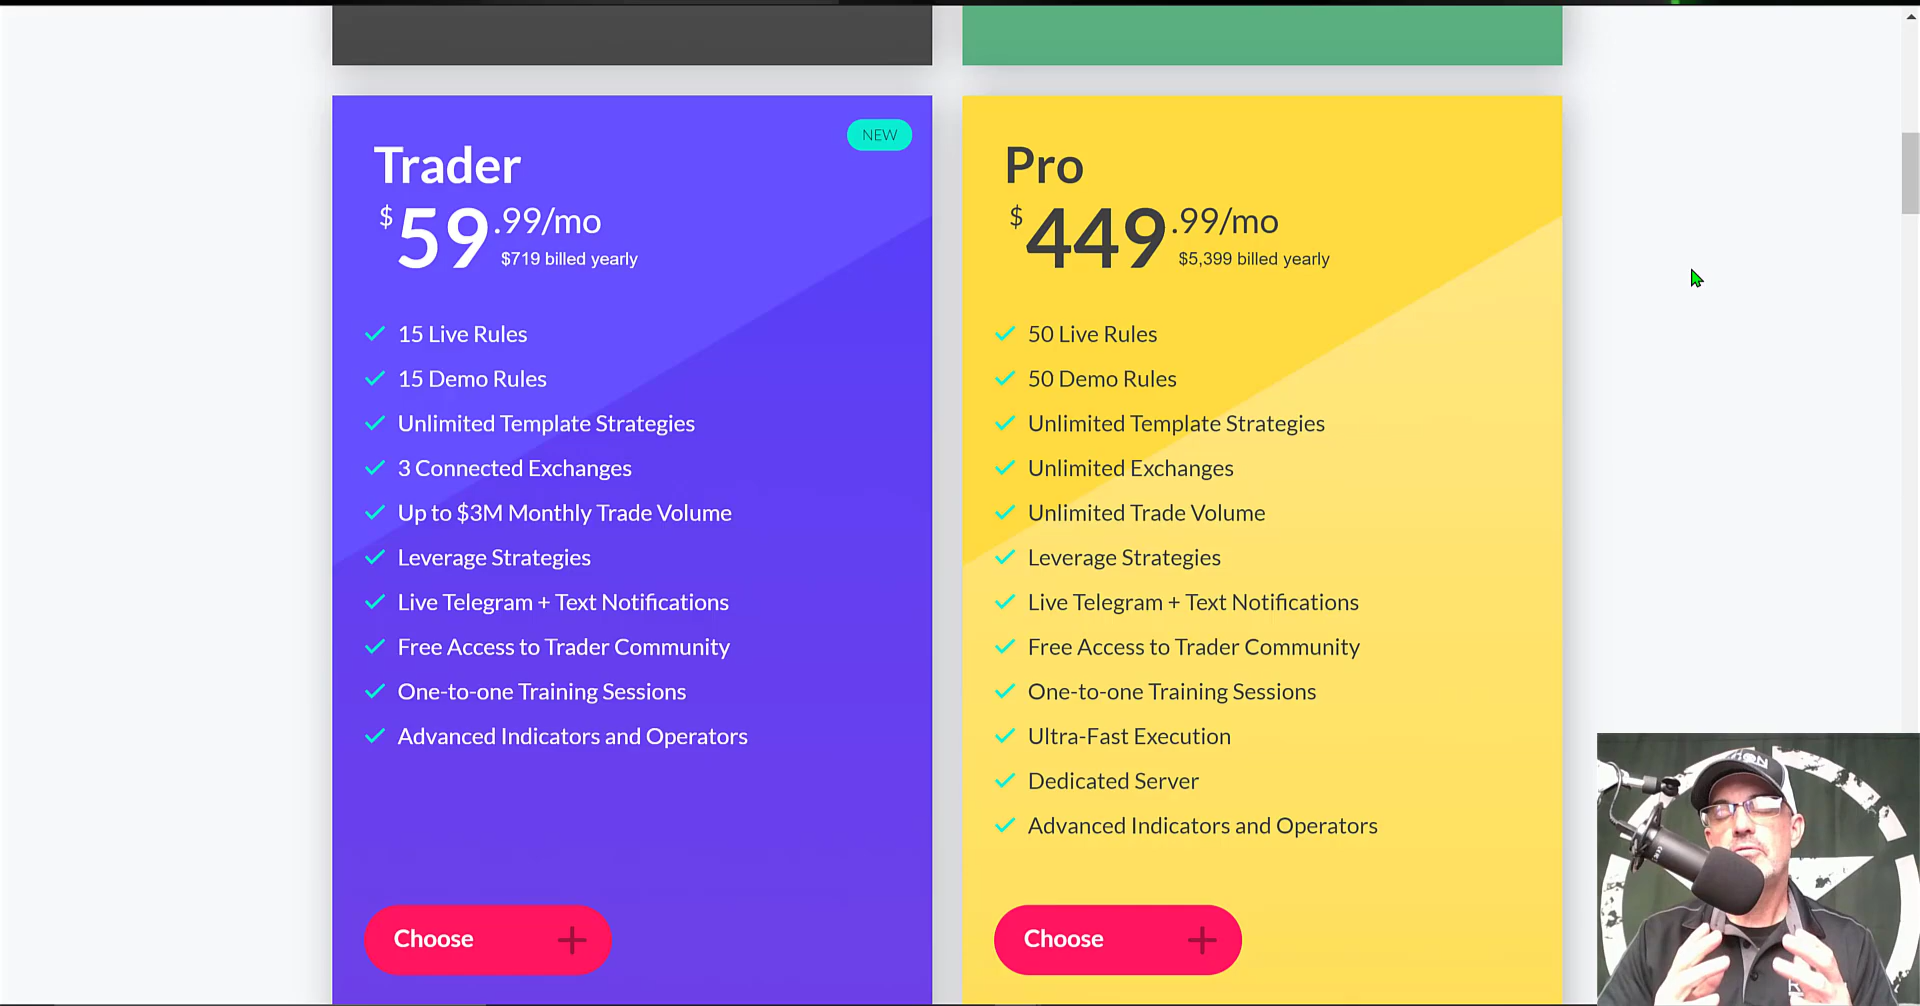 NEW
Trader
$59.99/mo
$719 billed yearly
15 Live Rules
15 Demo Rules
Unlimited Template Strategies
3 Connected Exchanges
Up to $3M Monthly Trade Volume
Leverage Strategies
Live Telegram + Text Notifications
Free Access to Trader Community
One-to-one Training Sessions
Advanced Indicators and Operators
Choose
Pro
$449.99/mo
$5,399 billed yearly
50 Live Rules
50 Demo Rules
Unlimited Template Strategies
Unlimited Exchanges
Unlimited Trade Volume
Leverage Strategies
Live Telegram + Text Notifications
Free Access to Trader Community
One-to-one Training Sessions
Ultra-Fast Execution
Dedicated Server
Advanced Indicators and Operators
Choose